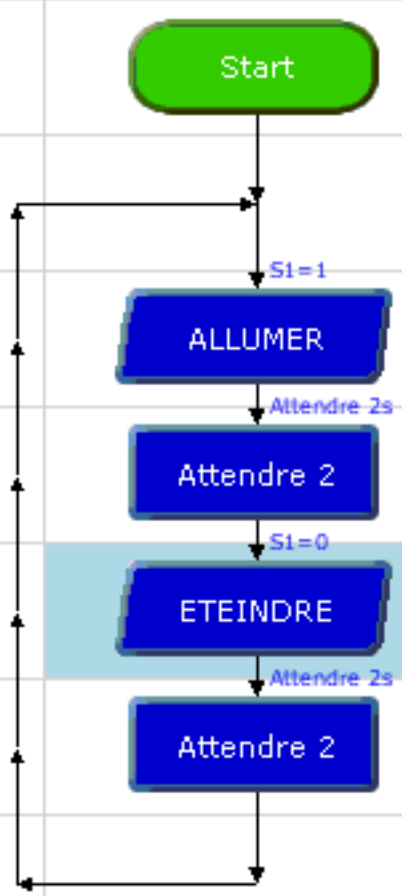 Start
S1=1
ALLUMER
Attendre 2s
Attendre 2
S1=0
ETEINDRE
Attendre 2s
Attendre 2